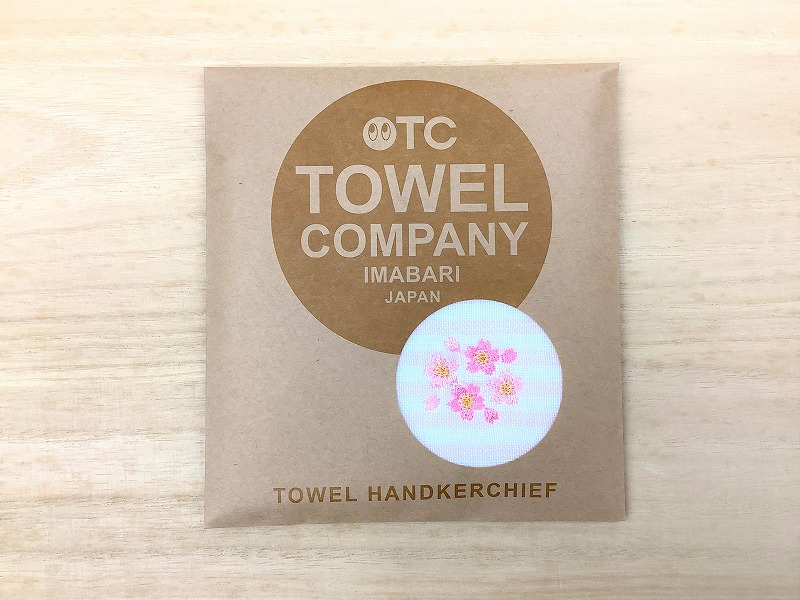 OTC
TOWEL
COMPANY
IMABARI
JAPAN
TOWEL HANDKERCHIEF